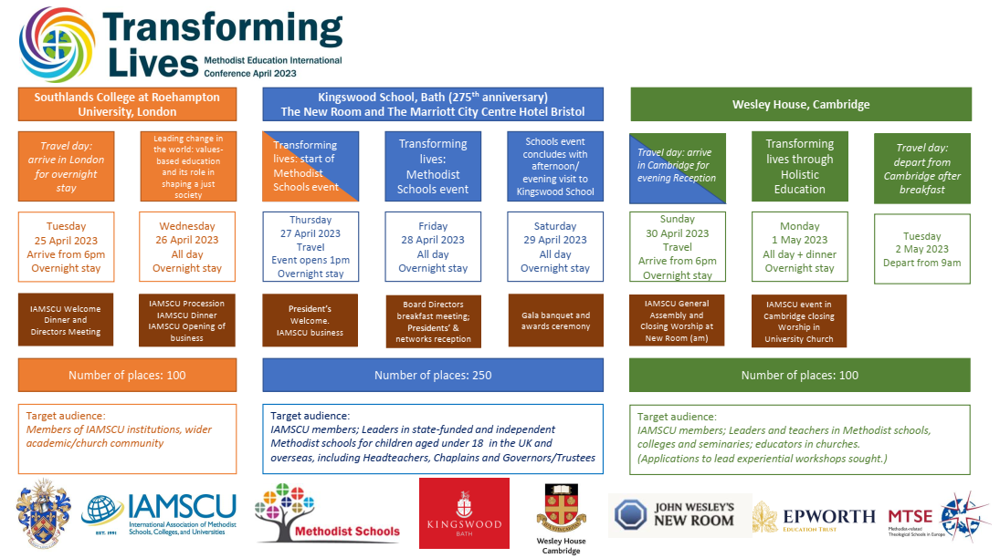 Transforming
Lives Methodist Education International
Conference April 2023
Southlands College at Roehampton
University, London
Kingswood School, Bath (275th anniversary)
The New Room and The Marriott City Centre Hotel Bristol
Wesley House, Cambridge
Travel day:
arrive in London
for overnight
stay
Leading change in
the world: values-
based education
and its role in
shaping a just
society
Transforming
lives: start of
Methodist
Schools event
Transforming
lives:
Methodist
Schools event
Schools event
concludes with
afternoon/
evening visit to
Kingswood School
Travel day: arrive
in Cambridge for
evening Reception
Transforming
lives through
Holistic
Education
Travel day:
depart from
Cambridge after
breakfast
Tuesday
25 April 2023
Arrive from 6pm
Overnight stay
Wednesday
26 April 2023
All day
Overnight stay
Thursday
27 April 2023
Travel
Event opens 1pm
Overnight stay
Friday
28 April 2023
All day
Overnight stay
Saturday
29 April 2023
All day
Overnight stay
Sunday
30 April 2023
Travel
Arrive from 6pm
Overnight stay
Monday
1 May 2023
All day + dinner
Overnight stay
Tuesday
2 May 2023
Depart from 9am
IAMSCU Welcome
Dinner and
Directors Meeting
IAMSCU Procession
IAMSCU Dinner
IAMSCU Opening of
business
President's
Welcome.
IAMSCU business
Board Directors
breakfast meeting;
Presidents' &
networks reception
Gala banquet and
awards ceremony
IAMSCU General
Assembly and
Closing Worship at
New Room (am)
IAMSCU event in
Cambridge closing
Worship in
University Church
Number of places: 100
Number of places: 250
Number of places: 100
Target audience:
Members of IAMSCU institutions, wider
academic/church community
Target audience:
IAMSCU members; Leaders in state-funded and independent
Methodist schools for children aged under 18 in the UK and
overseas, including Headteachers, Chaplains and Governors/Trustees
Target audience:
IAMSCU members; Leaders and teachers in Methodist schools,
colleges and seminaries; educators in churches.
(Applications to lead experiential workshops sought.)
IAMSCU
EST. 1991
International Association of Methodist
Schools, Colleges, and Universities
Methodist Schools
KINGSWOOD
BATH
Wesley House
Cambridge
JOHN WESLEY'S
NEW ROOM
EPWORTH
EDUCATION TRUST
MTSE
Methodist-related
Theological Schools in Europe